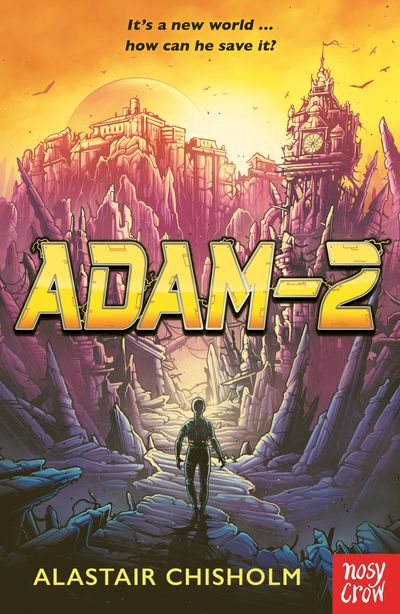 It's a new world ...
how can he save it?
ADAM-2
ALASTAIR CHISHOLM
nosy
crow